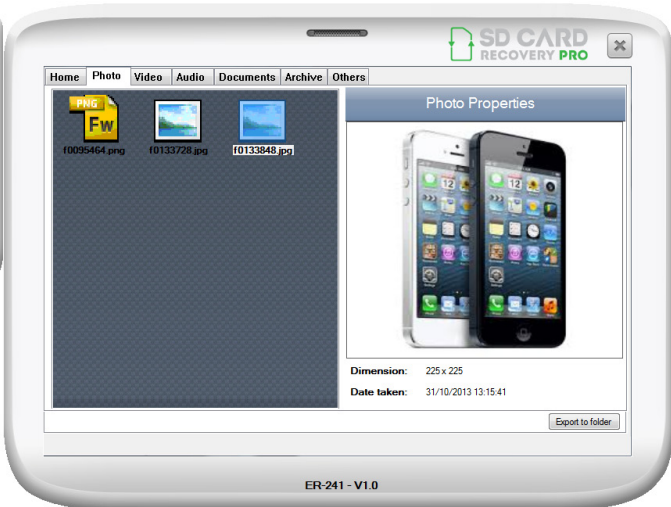 SD CARD
RECOVERY PRO
Home Photo Video Audio Documents Archive Others
Photo Properties
PNG
Fw
f0095464.png f0133728.jpg f0133848.jpg
Dimension: 225 x 225
Date taken: 31/10/2013 13:15:41
Export to folder
ER-241 - V1.0